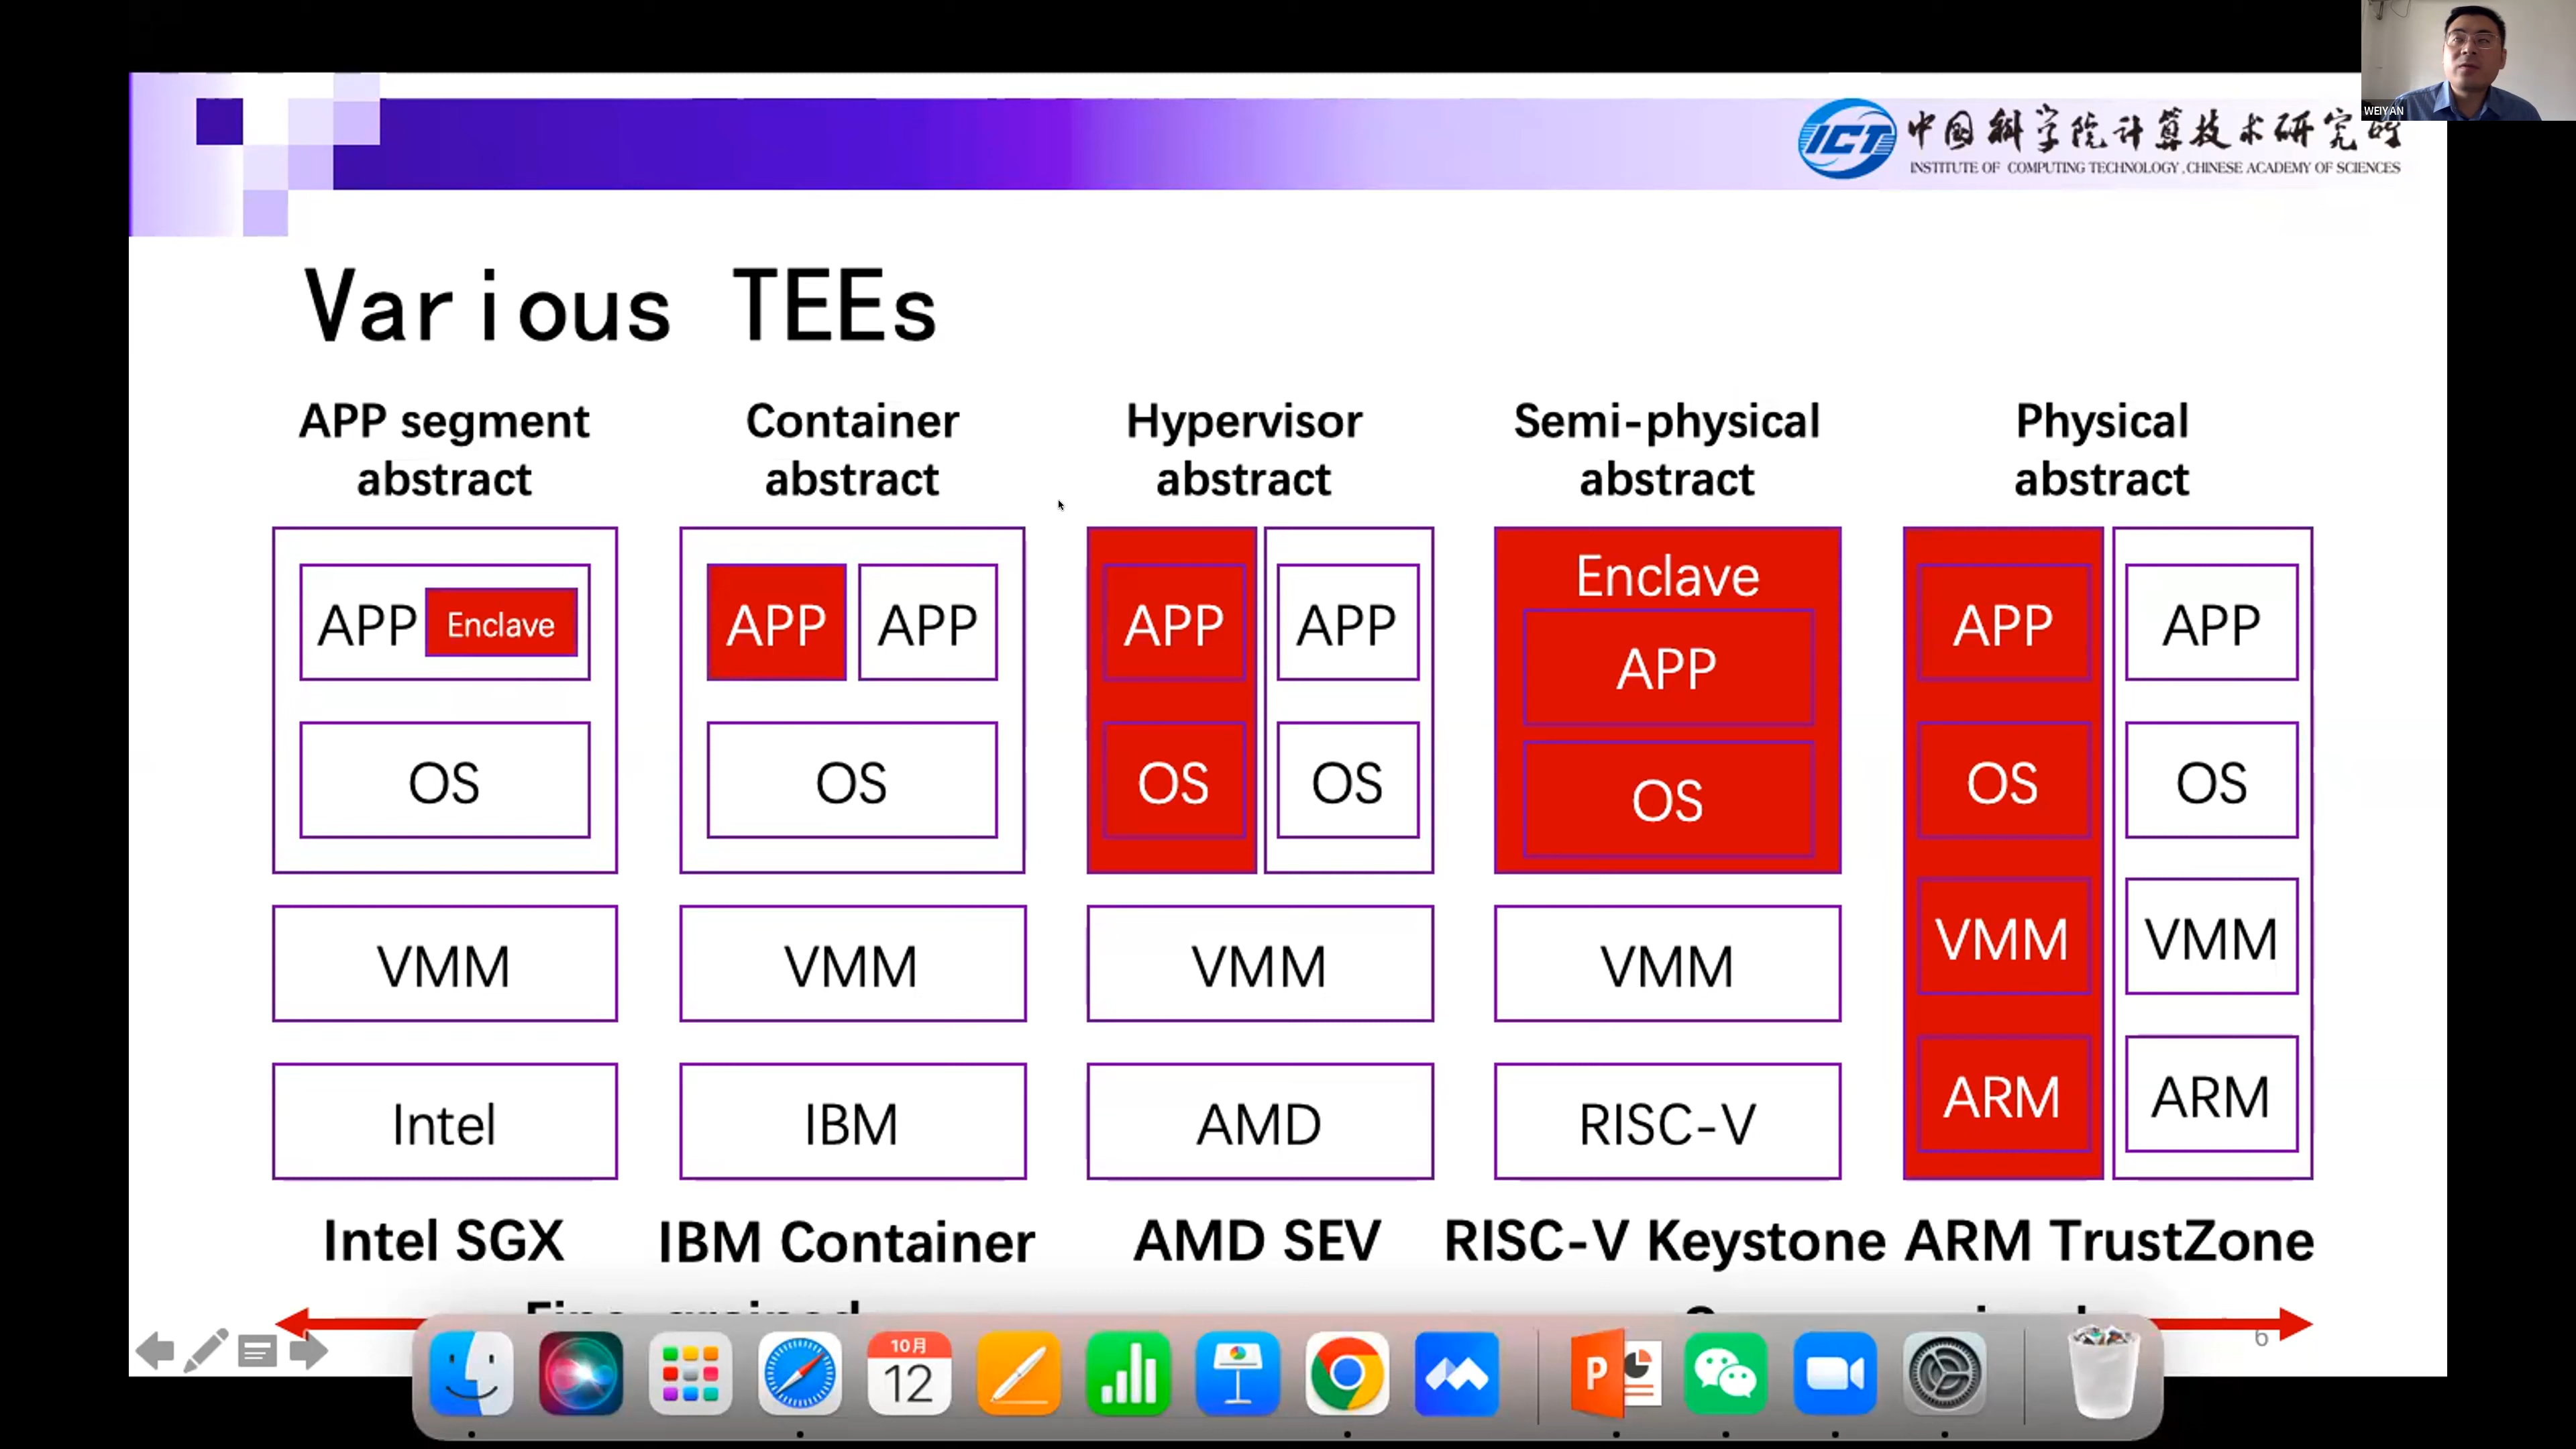 WEIYAN
ICT
中国科学院计算技术研究所
INSTITUTE OF COMPUTING TECHNOLOGY, CHINESE ACADEMY OF SCIENCES
Various TEEs
APP segment abstract
Container abstract
Hypervisor abstract
Semi-physical abstract
Physical abstract
APP Enclave
OS
VMM
Intel
Intel SGX
APP APP
OS
VMM
IBM
IBM Container
APP APP
OS OS
VMM
AMD
AMD SEV
Enclave
APP
OS
VMM
RISC-V
RISC-V Keystone
APP APP
OS OS
VMM VMM
ARM ARM
ARM TrustZone
6
10月
12
P